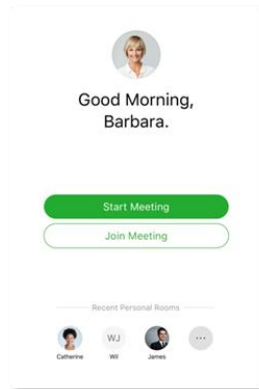 Good Morning,
Barbara.
Start Meeting
Join Meeting
Recent Personal Rooms
WJ
Catherine Wil James